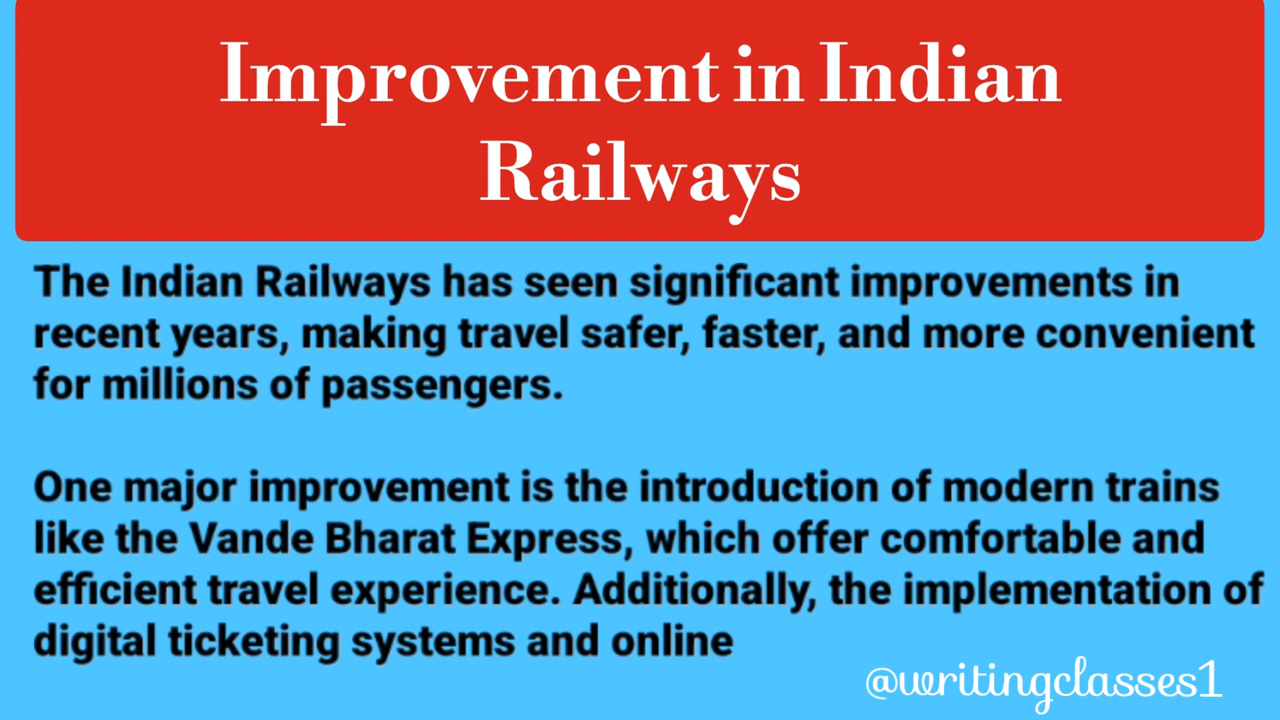 Improvement in Indian
Railways
The Indian Railways has seen significant improvements in
recent years, making travel safer, faster, and more convenient
for millions of passengers.
One major improvement is the introduction of modern trains
like the Vande Bharat Express, which offer comfortable and
efficient travel experience. Additionally, the implementation of
digital ticketing systems and online
@writingclasses1